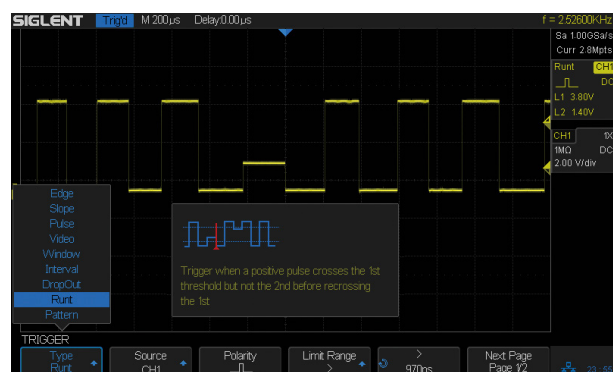 SIGLENT Trig'd M 200µs Delay:0.00µs f = 2.52600KHz
Sa 1.00GSa/s
Curr 2.8Mpts
Runt CH1
DC
L1 3.80V
L2 1.40V
CH1 1X
1MΩ DC
2.00 V/div
Edge
Slope
Pulse
Video
Window
Interval
DropOut
Runt
Pattern
Trigger when a positive pulse crosses the 1st
threshold but not the 2nd before recrossing
the 1st
TRIGGER
Type Source Polarity Limit Range > Next Page
Runt CH1 > 970ns Page 1/2